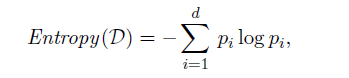 Entropy(𝒟) = − ∑_{i=1}^{d} p_i log p_i,